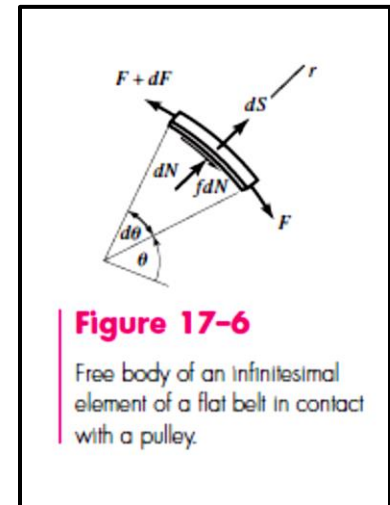 r
F + dF
dS
dN
fdN
F
dθ
θ
Figure 17–6
Free body of an infinitesimal
element of a flat belt in contact
with a pulley.